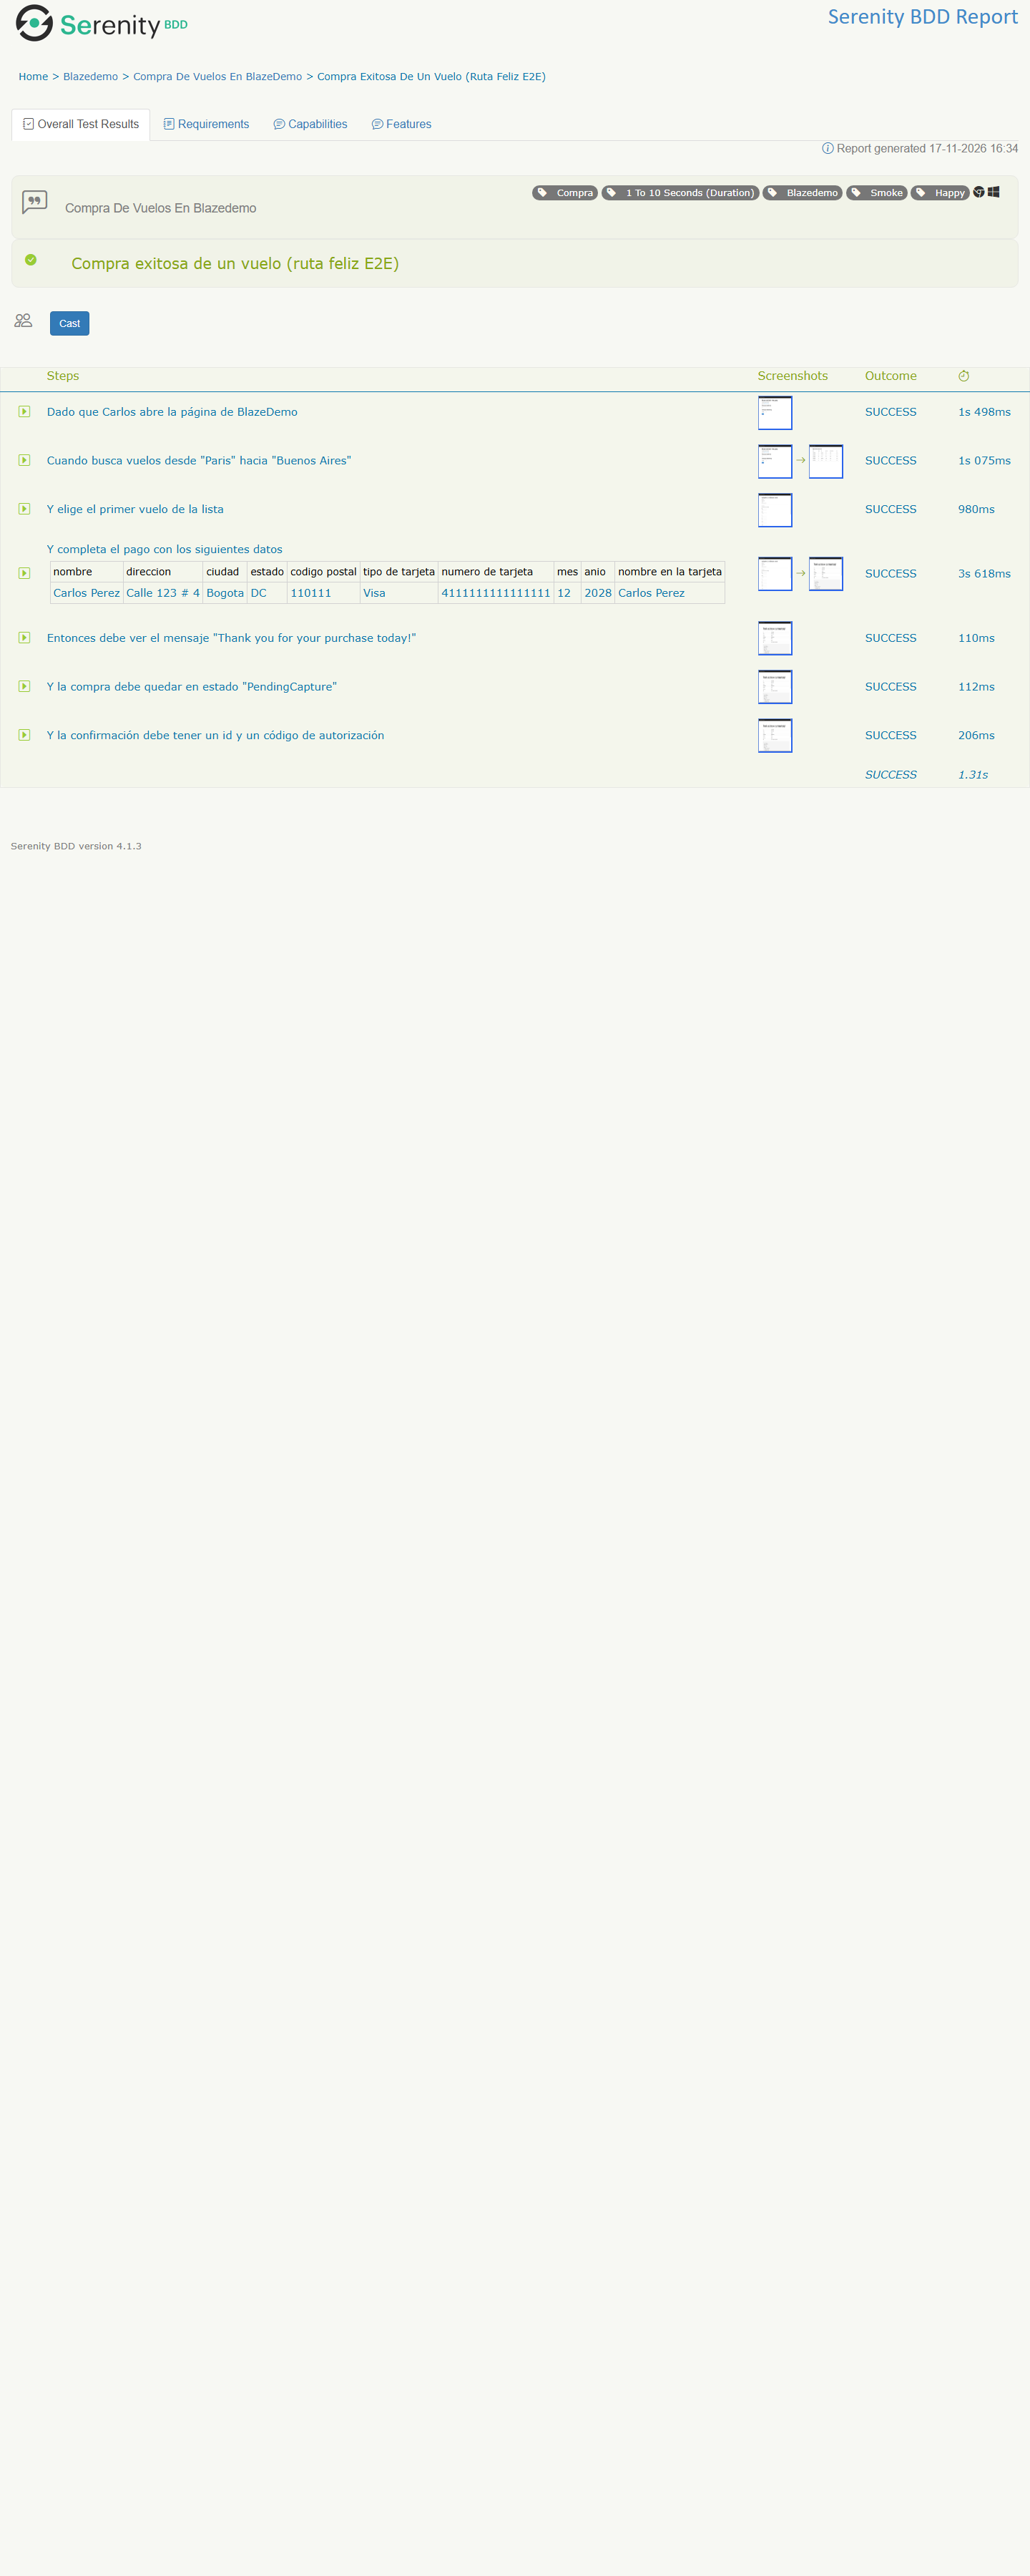 Serenity BDD
Serenity BDD Report
Home > Blazedemo > Compra De Vuelos En BlazeDemo > Compra Exitosa De Un Vuelo (Ruta Feliz E2E)
Overall Test Results Requirements Capabilities Features
Report generated 17-11-2026 16:34
Compra 1 To 10 Seconds (Duration) Blazedemo Smoke Happy
Compra De Vuelos En Blazedemo
Compra exitosa de un vuelo (ruta feliz E2E)
Cast
Steps Screenshots Outcome
Dado que Carlos abre la página de BlazeDemo SUCCESS 1s 498ms
Cuando busca vuelos desde "Paris" hacia "Buenos Aires" SUCCESS 1s 075ms
Y elige el primer vuelo de la lista SUCCESS 980ms
Y completa el pago con los siguientes datos
nombre direccion ciudad estado codigo postal tipo de tarjeta numero de tarjeta mes anio nombre en la tarjeta
SUCCESS 3s 618ms
Carlos Perez Calle 123 # 4 Bogota DC 110111 Visa 4111111111111111 12 2028 Carlos Perez
Entonces debe ver el mensaje "Thank you for your purchase today!" SUCCESS 110ms
Y la compra debe quedar en estado "PendingCapture" SUCCESS 112ms
Y la confirmación debe tener un id y un código de autorización SUCCESS 206ms
SUCCESS 1.31s
Serenity BDD version 4.1.3